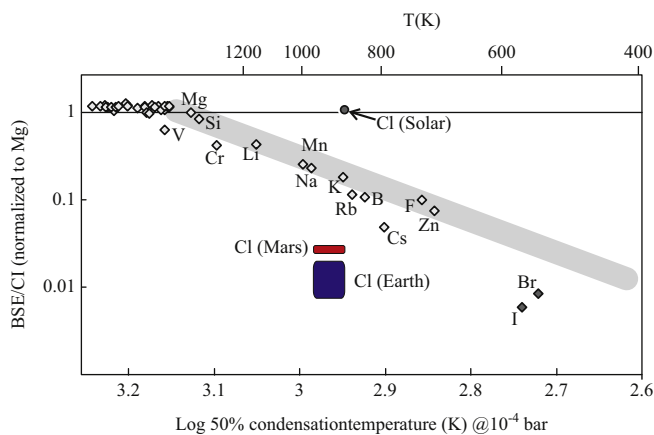 T(K)
1200 1000 800 600 400
BSE/CI (normalized to Mg)
1
0.1
0.01
Mg
Si
Cl (Solar)
V
Cr
Li
Mn
Na
K
Rb
B
F
Zn
Cs
Cl (Mars)
Cl (Earth)
Br
I
3.2 3.1 3 2.9 2.8 2.7 2.6
Log 50% condensationtemperature (K) @10⁻⁴ bar